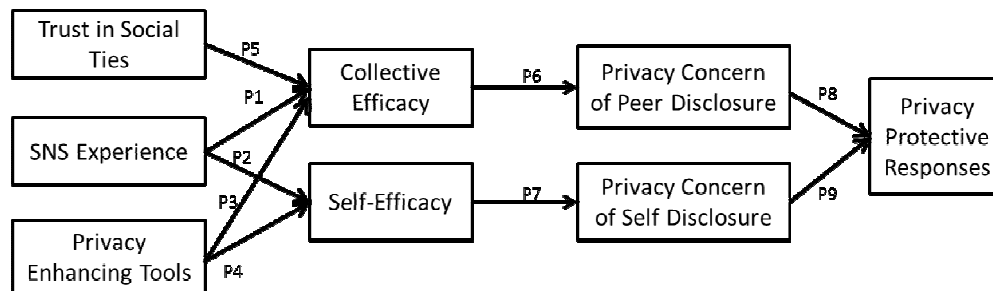 Trust in Social
Ties
P5
Collective
Efficacy
P6
Privacy Concern
of Peer Disclosure
P8
Privacy
Protective
Responses
P1
SNS Experience
P2
P3
Self-Efficacy
P7
Privacy Concern
of Self Disclosure
P9
Privacy
Enhancing Tools
P4